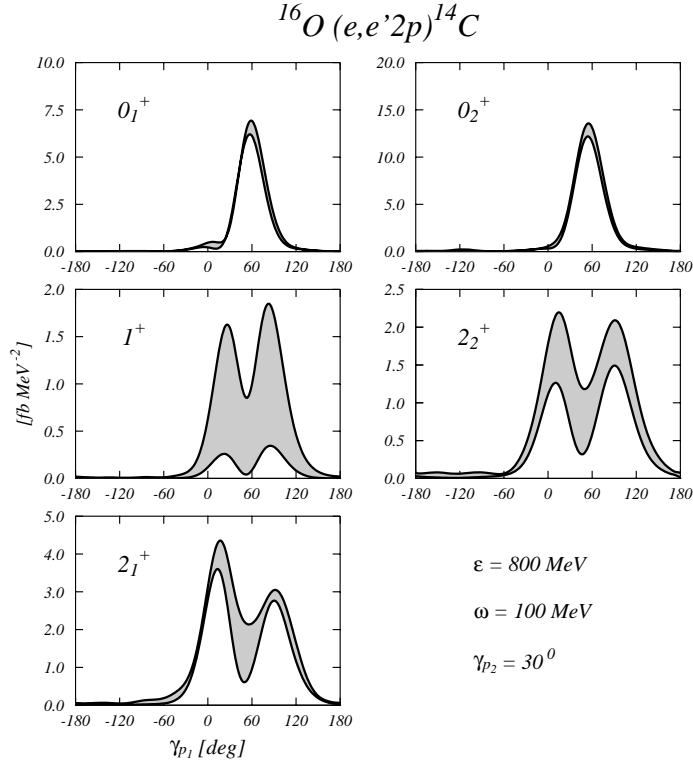 ¹⁶O (e,e’2p)¹⁴C
10.0 20.0
0₁⁺ 0₂⁺
7.5 15.0
5.0 10.0
2.5 5.0
0.0 0.0
-180 -120 -60 0 60 120 180 -180 -120 -60 0 60 120 180
2.0 2.5
1⁺ 2₂⁺
1.5 2.0
1.5
1.0 1.0
0.5 0.5
0.0 0.0
[fb MeV⁻²]
-180 -120 -60 0 60 120 180 -180 -120 -60 0 60 120 180
5.0
2₁⁺
4.0
3.0
2.0
1.0
0.0
-180 -120 -60 0 60 120 180
γₚ₁ [deg]
ε = 800 MeV
ω = 100 MeV
γₚ₂ = 30⁰